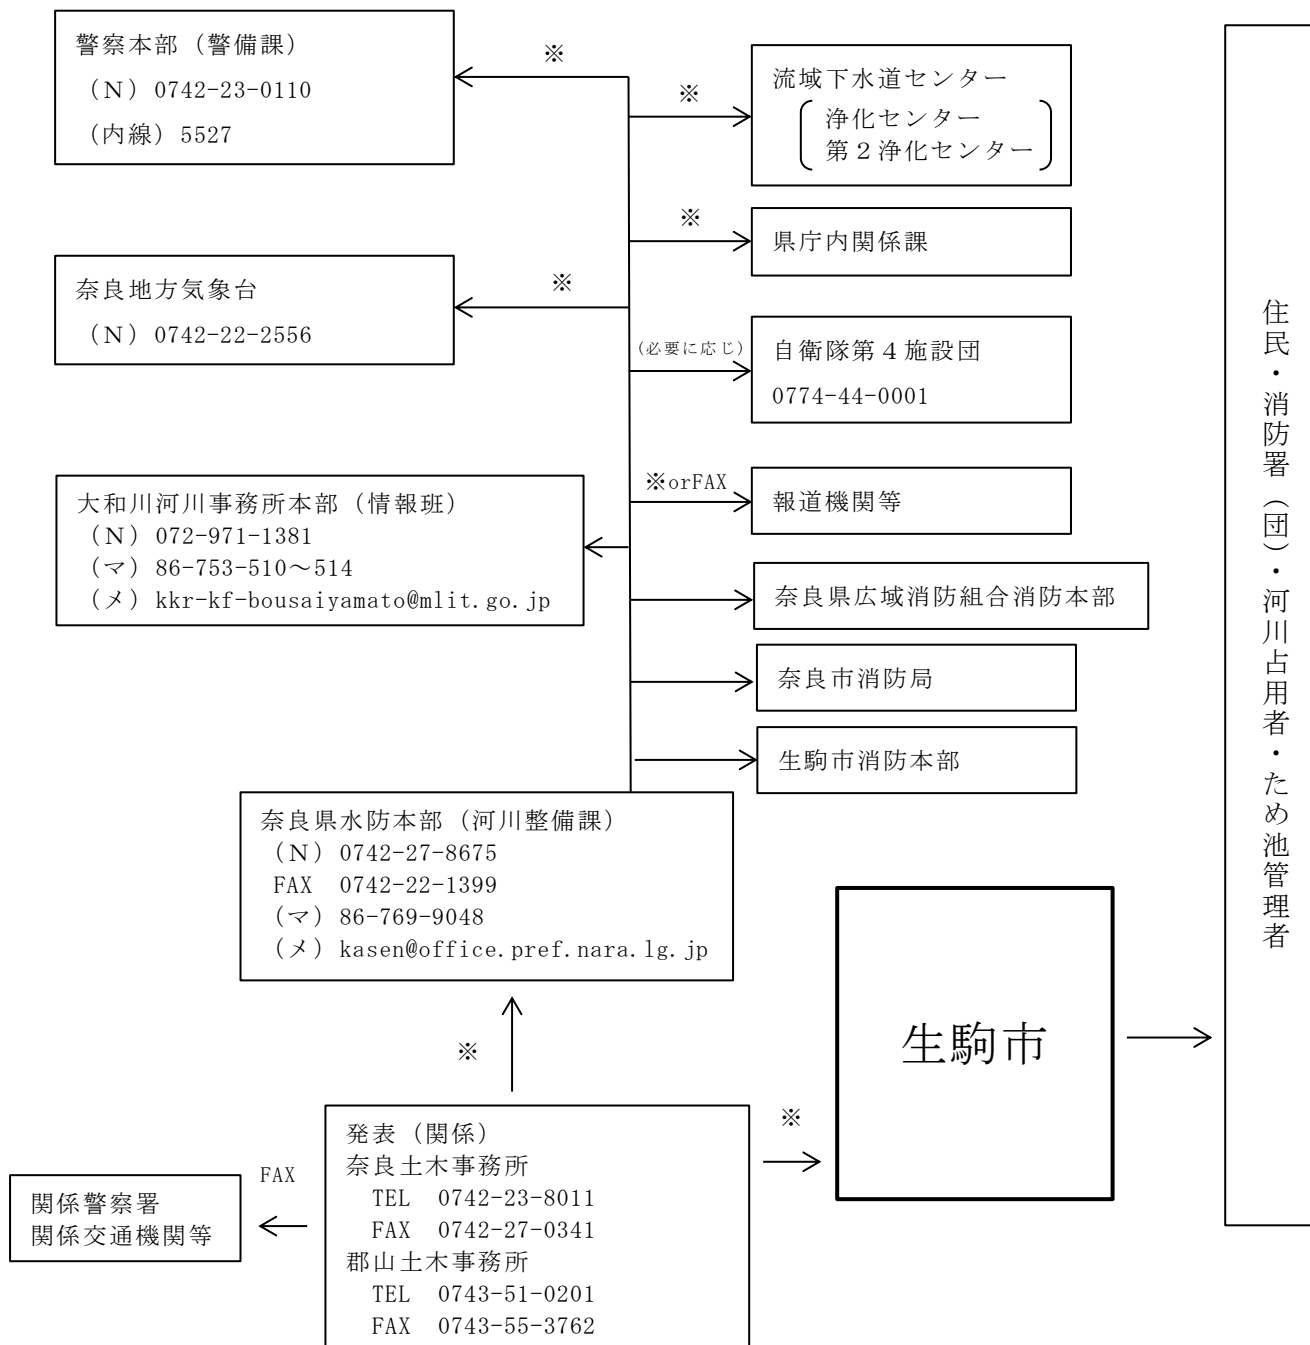 警察本部（警備課）
（Ｎ）0742-23-0110
（内線）5527
※
※
流域下水道センター
浄化センター
第２浄化センター
※
県庁内関係課
奈良地方気象台
（Ｎ）0742-22-2556
※
（必要に応じ）
自衛隊第４施設団
0774-44-0001
大和川河川事務所本部（情報班）
（Ｎ）072-971-1381
（マ）86-753-510～514
（メ）kkr-kf-bousaiyamato@mlit.go.jp
※orFAX
報道機関等
奈良県広域消防組合消防本部
奈良市消防局
生駒市消防本部
奈良県水防本部（河川整備課）
（Ｎ）0742-27-8675
FAX 0742-22-1399
（マ）86-769-9048
（メ）kasen@office.pref.nara.lg.jp
※
生駒市
住民・消防署（団）・河川占用者・ため池管理者
※
発表（関係）
奈良土木事務所
TEL 0742-23-8011
FAX 0742-27-0341
郡山土木事務所
TEL 0743-51-0201
FAX 0743-55-3762
FAX
関係警察署
関係交通機関等